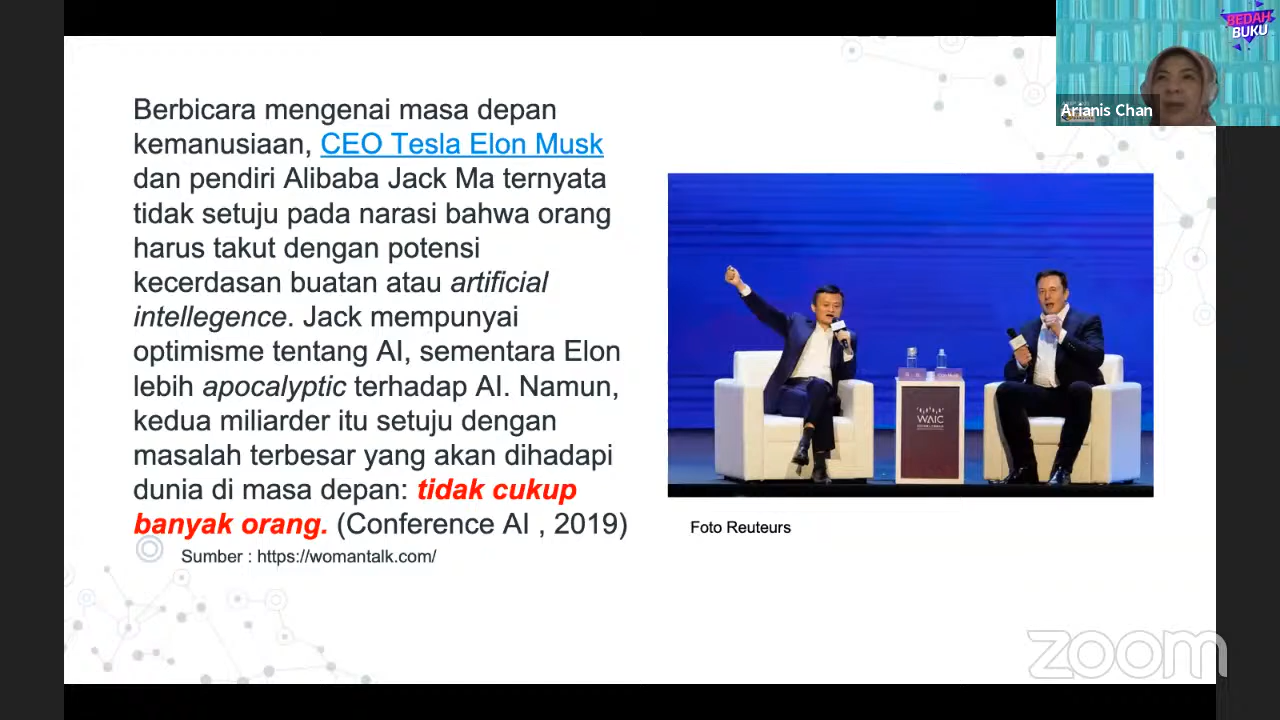 BEDAH
BUKU
Arianis Chan
Berbicara mengenai masa depan
kemanusiaan, CEO Tesla Elon Musk
dan pendiri Alibaba Jack Ma ternyata
tidak setuju pada narasi bahwa orang
harus takut dengan potensi
kecerdasan buatan atau artificial
intellegence. Jack mempunyai
optimisme tentang AI, sementara Elon
lebih apocalyptic terhadap AI. Namun,
kedua miliarder itu setuju dengan
masalah terbesar yang akan dihadapi
dunia di masa depan: tidak cukup
banyak orang. (Conference AI , 2019)
Sumber : https://womantalk.com/
WAIC
Foto Reuteurs
zoom